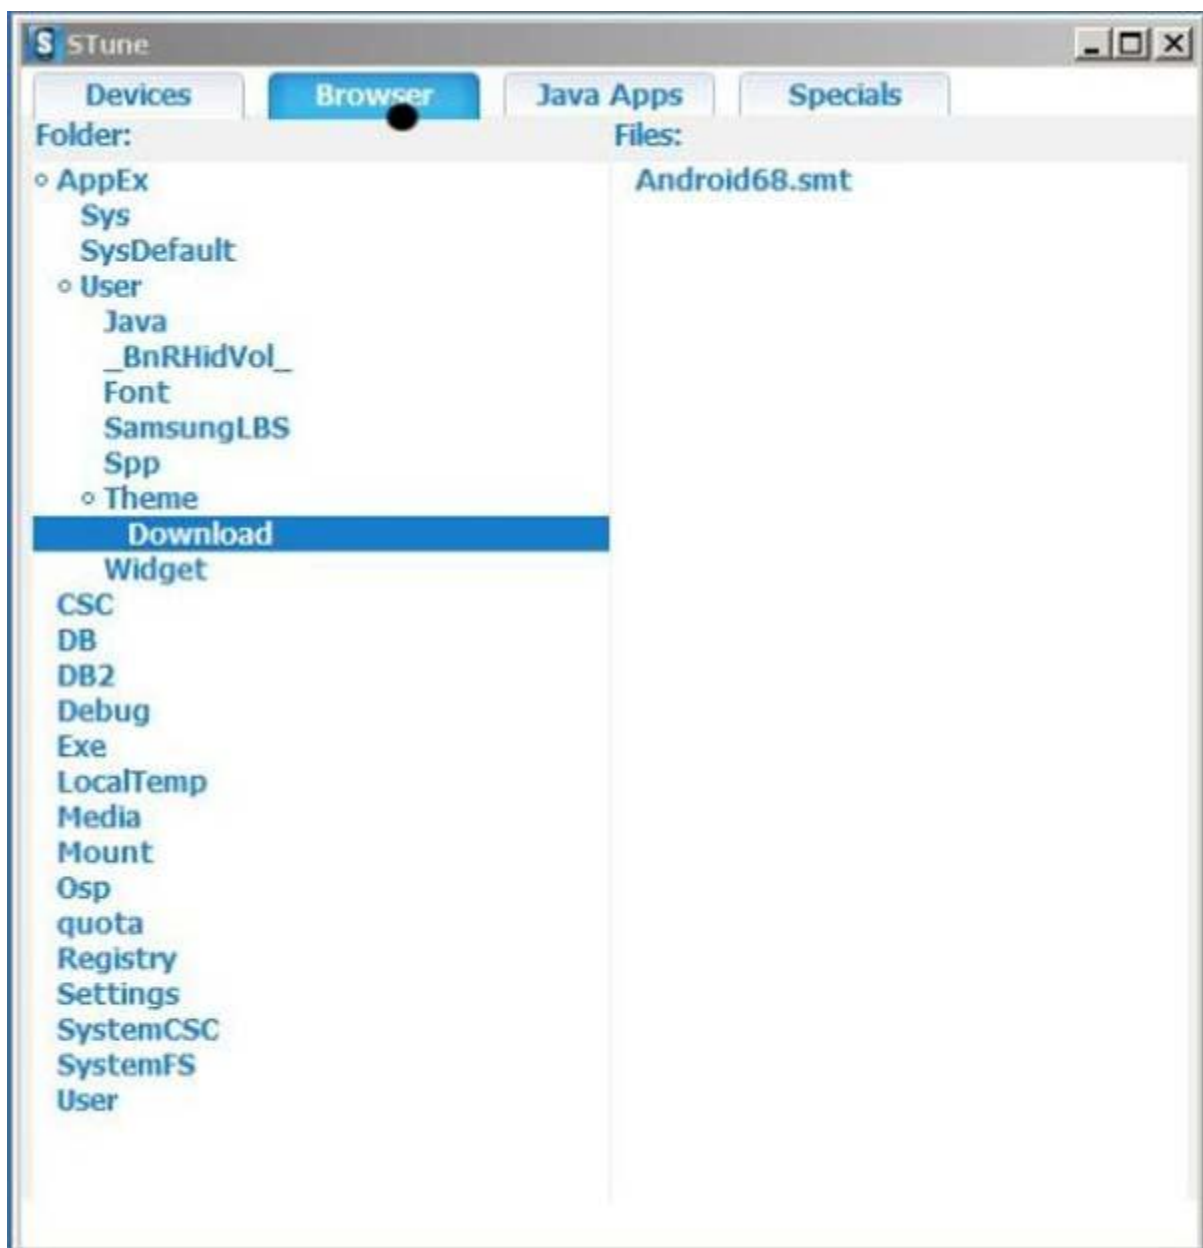 S STune
Devices Browser Java Apps Specials
Folder: Files:
AppEx
Sys
SysDefault
User
Java
_BnRHidVol_
Font
SamsungLBS
Spp
Theme
Download
Widget
CSC
DB
DB2
Debug
Exe
LocalTemp
Media
Mount
Osp
quota
Registry
Settings
SystemCSC
SystemFS
User
Android68.smt